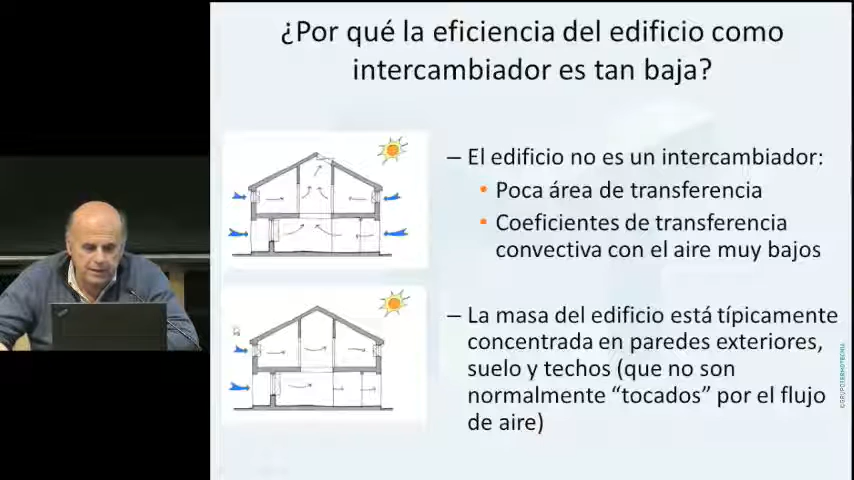 ¿Por qué la eficiencia del edificio como
intercambiador es tan baja?
– El edificio no es un intercambiador:
• Poca área de transferencia
• Coeficientes de transferencia
convectiva con el aire muy bajos
– La masa del edificio está típicamente
concentrada en paredes exteriores,
suelo y techos (que no son
normalmente “tocados” por el flujo
de aire)
©GRUPOTERMOTECNIA